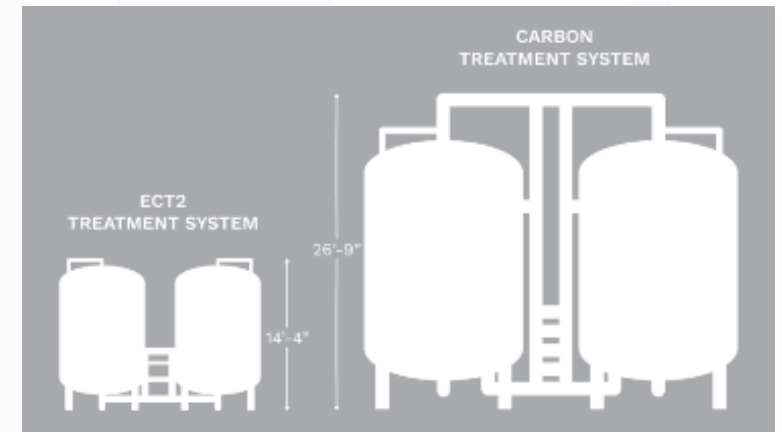 CARBON
TREATMENT SYSTEM
ECT2
TREATMENT SYSTEM
26'-9"
14'-4"